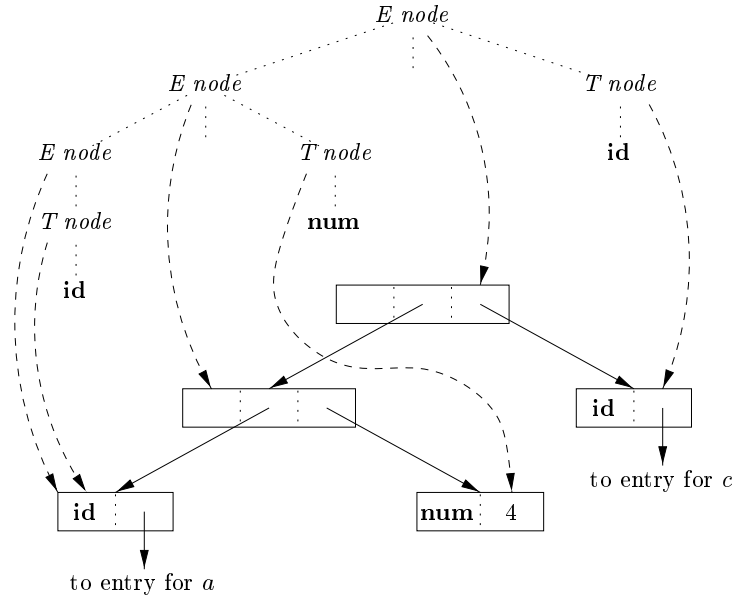 E node
E node
T node
E node
T node
id
T node
num
id
id
id
num 4
to entry for c
to entry for a